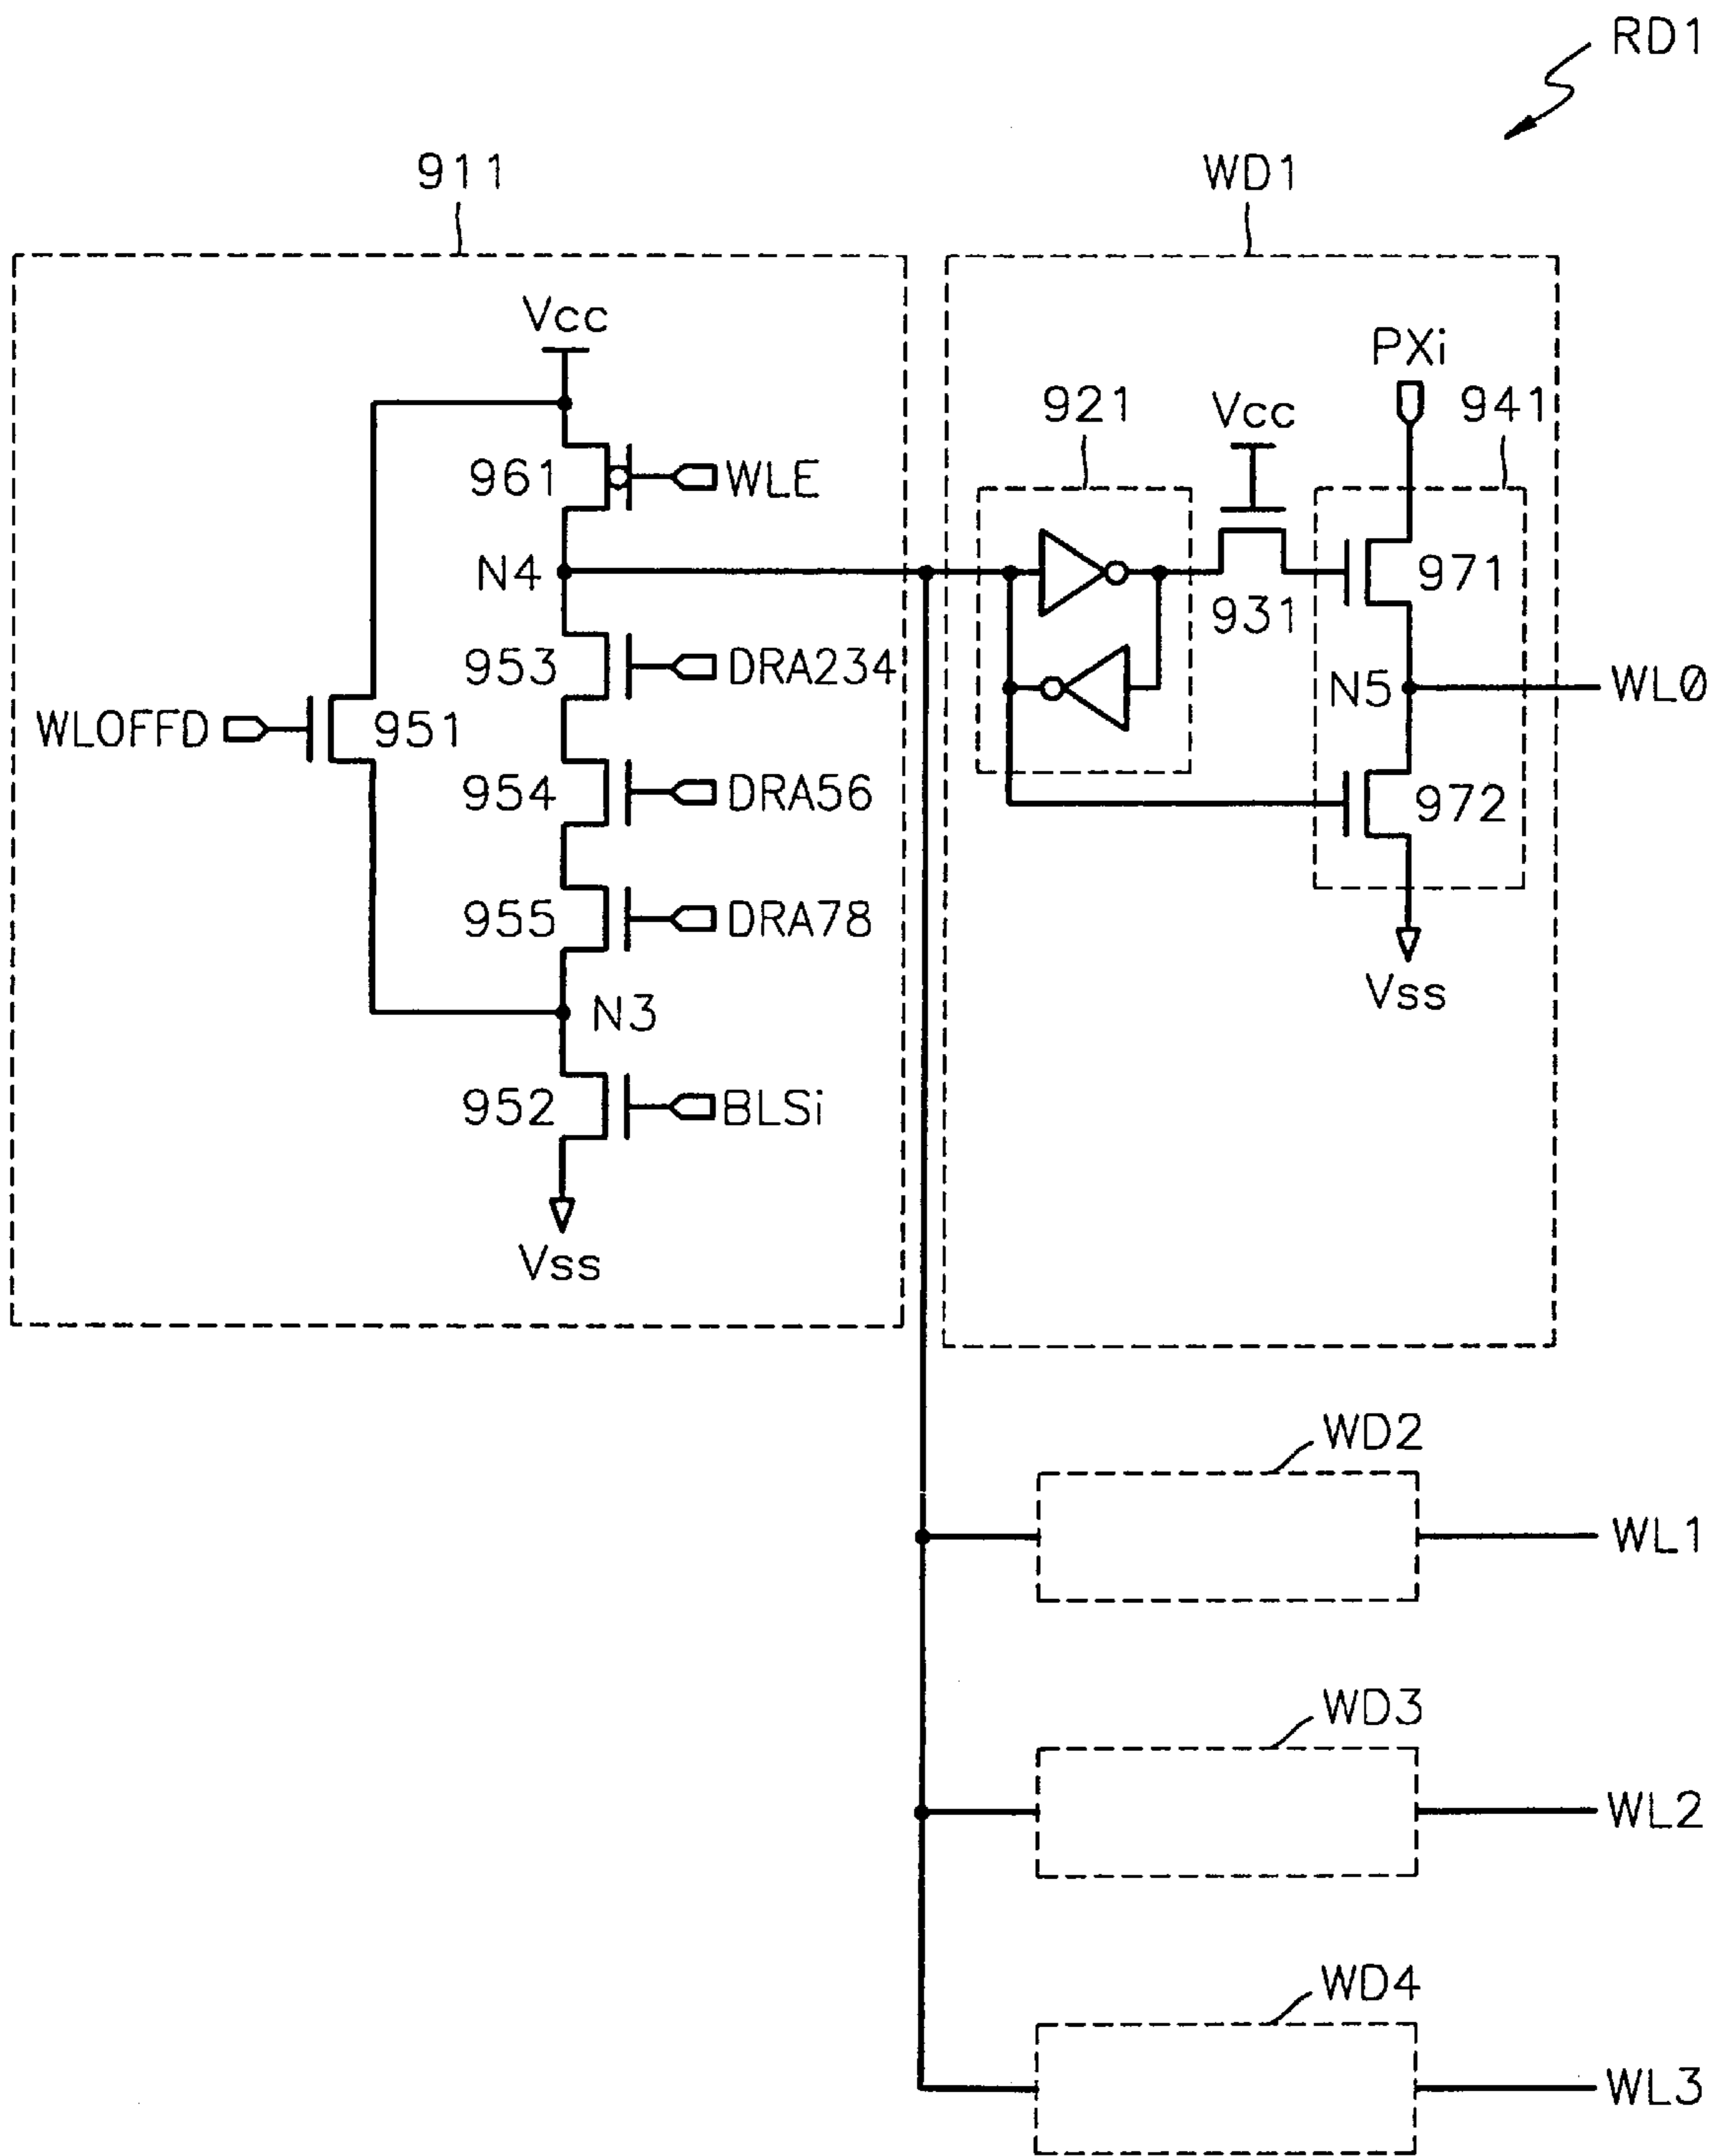 RD1
911
WD1
Vcc
PXi
921
Vcc
941
961
WLE
N4
931
971
953
DRA234
N5
WLØ
WLOFFD
951
954
DRA56
972
955
DRA78
Vss
N3
952
BLSi
Vss
WD2
WL1
WD3
WL2
WD4
WL3